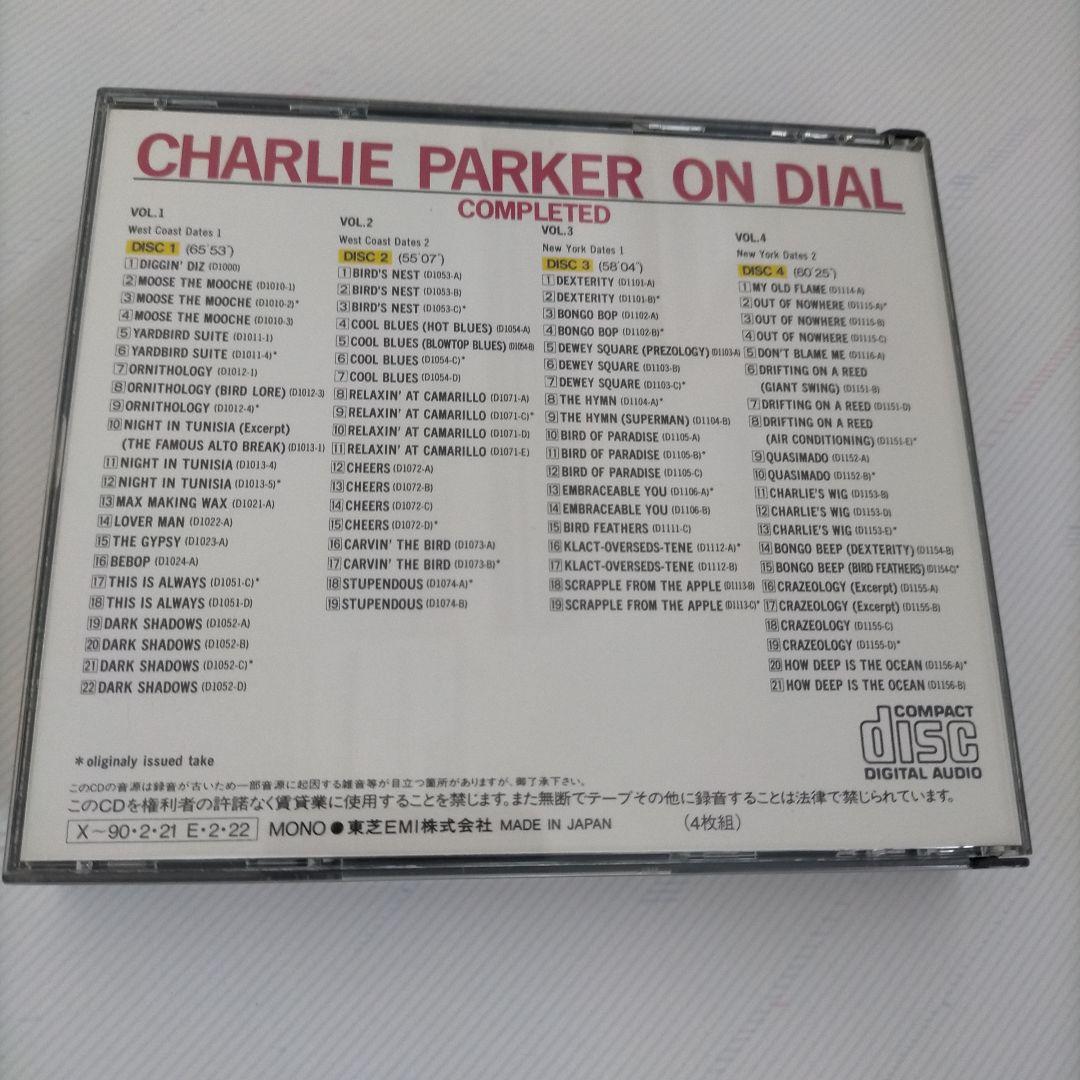 CHARLIE PARKER ON DIAL
COMPLETED
VOL.1
West Coast Dates 1
DISC 1 (65'53")
1 DIGGIN' DIZ (D1000)
2 MOOSE THE MOOCHE (D1010-1)
3 MOOSE THE MOOCHE (D1010-2)*
4 MOOSE THE MOOCHE (D1010-3)
5 YARDBIRD SUITE (D1011-1)
6 YARDBIRD SUITE (D1011-4)*
7 ORNITHOLOGY (D1012-1)
8 ORNITHOLOGY (BIRD LORE) (D1012-3)
9 ORNITHOLOGY (D1012-4)*
10 NIGHT IN TUNISIA (Excerpt)
(THE FAMOUS ALTO BREAK) (D1013-1)
11 NIGHT IN TUNISIA (D1013-4)
12 NIGHT IN TUNISIA (D1013-5)*
13 MAX MAKING WAX (D1021-A)
14 LOVER MAN (D1022-A)
15 THE GYPSY (D1023-A)
16 BEBOP (D1024-A)
17 THIS IS ALWAYS (D1051-C)*
18 THIS IS ALWAYS (D1051-D)
19 DARK SHADOWS (D1052-A)
20 DARK SHADOWS (D1052-B)
21 DARK SHADOWS (D1052-C)*
22 DARK SHADOWS (D1052-D)
VOL.2
West Coast Dates 2
DISC 2 (55'07")
1 BIRD'S NEST (D1053-A)
2 BIRD'S NEST (D1053-B)
3 BIRD'S NEST (D1053-C)*
4 COOL BLUES (HOT BLUES) (D1054-A)
5 COOL BLUES (BLOWTOP BLUES) (D1054-B)
6 COOL BLUES (D1054-C)*
7 COOL BLUES (D1054-D)
8 RELAXIN' AT CAMARILLO (D1071-A)
9 RELAXIN' AT CAMARILLO (D1071-C)*
10 RELAXIN' AT CAMARILLO (D1071-D)
11 RELAXIN' AT CAMARILLO (D1071-E)
12 CHEERS (D1072-A)
13 CHEERS (D1072-B)
14 CHEERS (D1072-C)
15 CHEERS (D1072-D)*
16 CARVIN' THE BIRD (D1073-A)
17 CARVIN' THE BIRD (D1073-B)*
18 STUPENDOUS (D1074-A)*
19 STUPENDOUS (D1074-B)
VOL.3
New York Dates 1
DISC 3 (58'04")
1 DEXTERITY (D1101-A)
2 DEXTERITY (D1101-B)*
3 BONGO BOP (D1102-A)
4 BONGO BOP (D1102-B)*
5 DEWEY SQUARE (PREZOLOGY) (D1103-A)
6 DEWEY SQUARE (D1103-B)
7 DEWEY SQUARE (D1103-C)*
8 THE HYMN (D1104-A)*
9 THE HYMN (SUPERMAN) (D1104-B)
10 BIRD OF PARADISE (D1105-A)
11 BIRD OF PARADISE (D1105-B)*
12 BIRD OF PARADISE (D1105-C)
13 EMBRACEABLE YOU (D1106-A)*
14 EMBRACEABLE YOU (D1106-B)
15 BIRD FEATHERS (D1111-C)
16 KLACT-OVERSEDS-TENE (D1112-A)*
17 KLACT-OVERSEDS-TENE (D1112-B)
18 SCRAPPLE FROM THE APPLE (D1113-B)
19 SCRAPPLE FROM THE APPLE (D1113-C)*
VOL.4
New York Dates 2
DISC 4 (60'25")
1 MY OLD FLAME (D1114-A)
2 OUT OF NOWHERE (D1115-A)*
3 OUT OF NOWHERE (D1115-B)
4 OUT OF NOWHERE (D1115-C)
5 DON'T BLAME ME (D1116-A)
6 DRIFTING ON A REED
(GIANT SWING) (D1151-B)
7 DRIFTING ON A REED (D1151-D)
8 DRIFTING ON A REED
(AIR CONDITIONING) (D1151-E)*
9 QUASIMADO (D1152-A)
10 QUASIMADO (D1152-B)*
11 CHARLIE'S WIG (D1153-B)
12 CHARLIE'S WIG (D1153-D)
13 CHARLIE'S WIG (D1153-E)*
14 BONGO BEEP (DEXTERITY) (D1154-B)
15 BONGO BEEP (BIRD FEATHERS) (D1154-C)*
16 CRAZEOLOGY (Excerpt) (D1155-A)
17 CRAZEOLOGY (Excerpt) (D1155-B)
18 CRAZEOLOGY (D1155-C)
19 CRAZEOLOGY (D1155-D)*
20 HOW DEEP IS THE OCEAN (D1156-A)*
21 HOW DEEP IS THE OCEAN (D1156-B)
COMPACT
disc
DIGITAL AUDIO
*oliginaly issued take
このCDの音源は録音が古いため一部音源に起因する雑音等が目立つ箇所がありますが、御了承下さい。
このCDを権利者の許諾なく賃貸業に使用することを禁じます。また無断でテープその他に録音することは法律で禁じられています。
X〜90・2・21 E・2・22 MONO ● 東芝EMI株式会社 MADE IN JAPAN (4枚組)